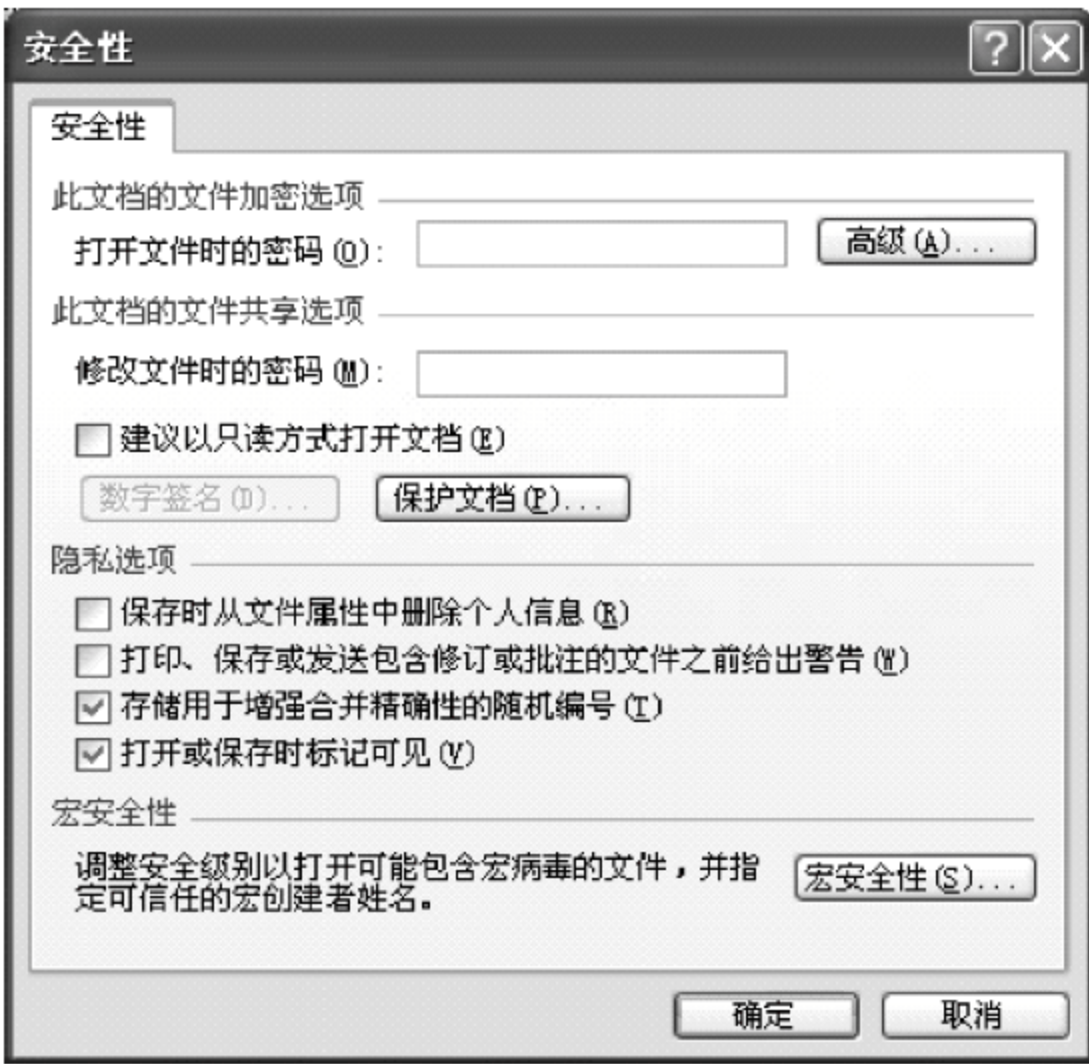 安全性
安全性
此文档的文件加密选项
打开文件时的密码(O): 高级(A)...
此文档的文件共享选项
修改文件时的密码(M):
建议以只读方式打开文档(E)
数字签名(D)... 保护文档(P)...
隐私选项
保存时从文件属性中删除个人信息(R)
打印、保存或发送包含修订或批注的文件之前给出警告(W)
存储用于增强合并精确性的随机编号(T)
打开或保存时标记可见(V)
宏安全性
调整安全级别以打开可能包含宏病毒的文件,并指
定可信任的宏创建者姓名。 宏安全性(S)...
确定 取消